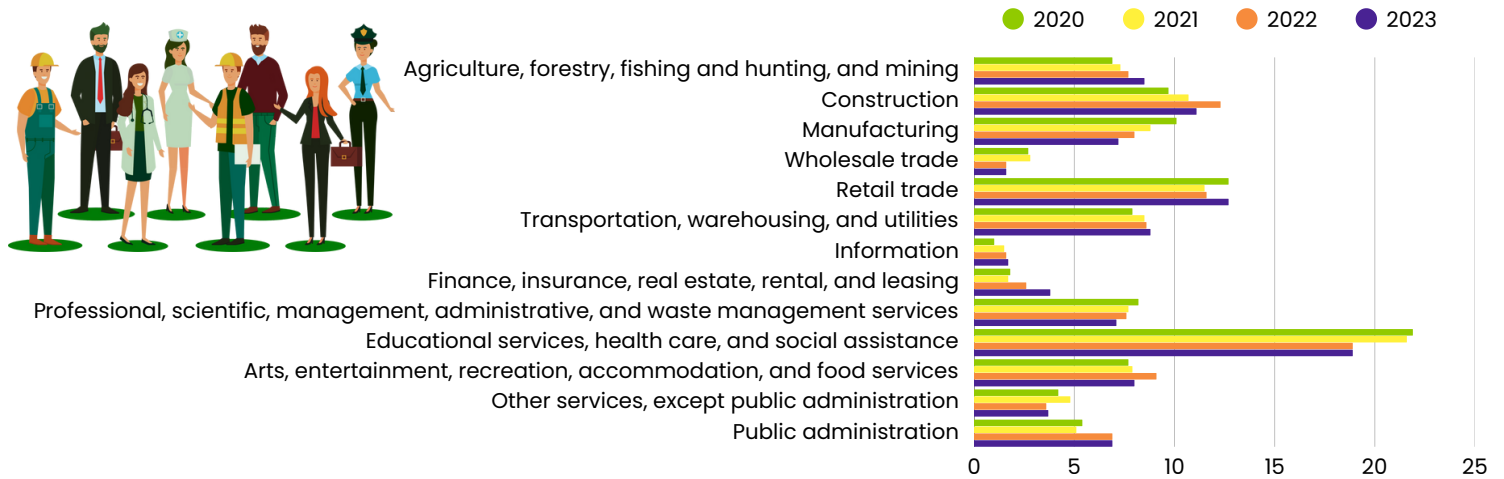 2020 2021 2022 2023
Agriculture, forestry, fishing and hunting, and mining
Construction
Manufacturing
Wholesale trade
Retail trade
Transportation, warehousing, and utilities
Information
Finance, insurance, real estate, rental, and leasing
Professional, scientific, management, administrative, and waste management services
Educational services, health care, and social assistance
Arts, entertainment, recreation, accommodation, and food services
Other services, except public administration
Public administration
0 5 10 15 20 25